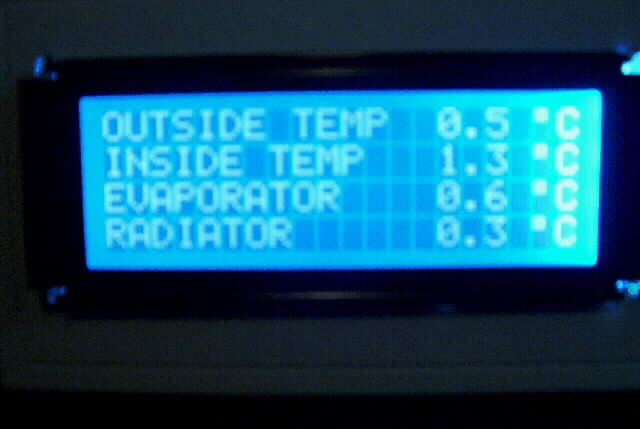 OUTSIDE TEMP 0.5 °C
INSIDE TEMP 1.3 °C
EVAPORATOR 0.6 °C
RADIATOR 0.3 °C